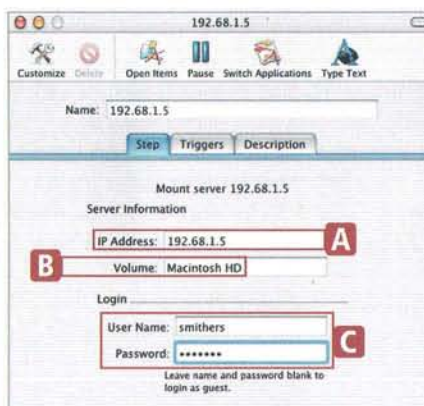 192.68.1.5
Customize Delete Open Items Pause Switch Applications Type Text
Name: 192.68.1.5
Step Triggers Description
Mount server 192.68.1.5
Server Information
IP Address: 192.68.1.5 A
B Volume: Macintosh HD
Login
User Name: smithers
Password: ••••••• C
Leave name and password blank to
login as guest.